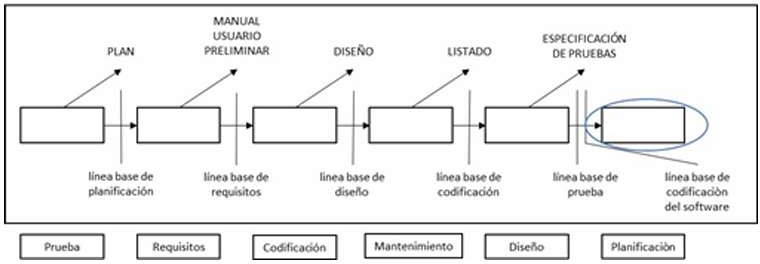 PLAN
MANUAL
USUARIO
PRELIMINAR
DISEÑO
LISTADO
ESPECIFICACIÓN
DE PRUEBAS
línea base de
planificación
línea base de
requisitos
línea base de
diseño
línea base de
codificación
línea base de
prueba
línea base de
codificaciòn
del software
Prueba
Requisitos
Codificación
Mantenimiento
Diseño
Planificaciòn